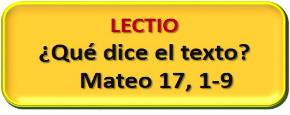 LECTIO
¿Qué dice el texto?
Mateo 17, 1-9